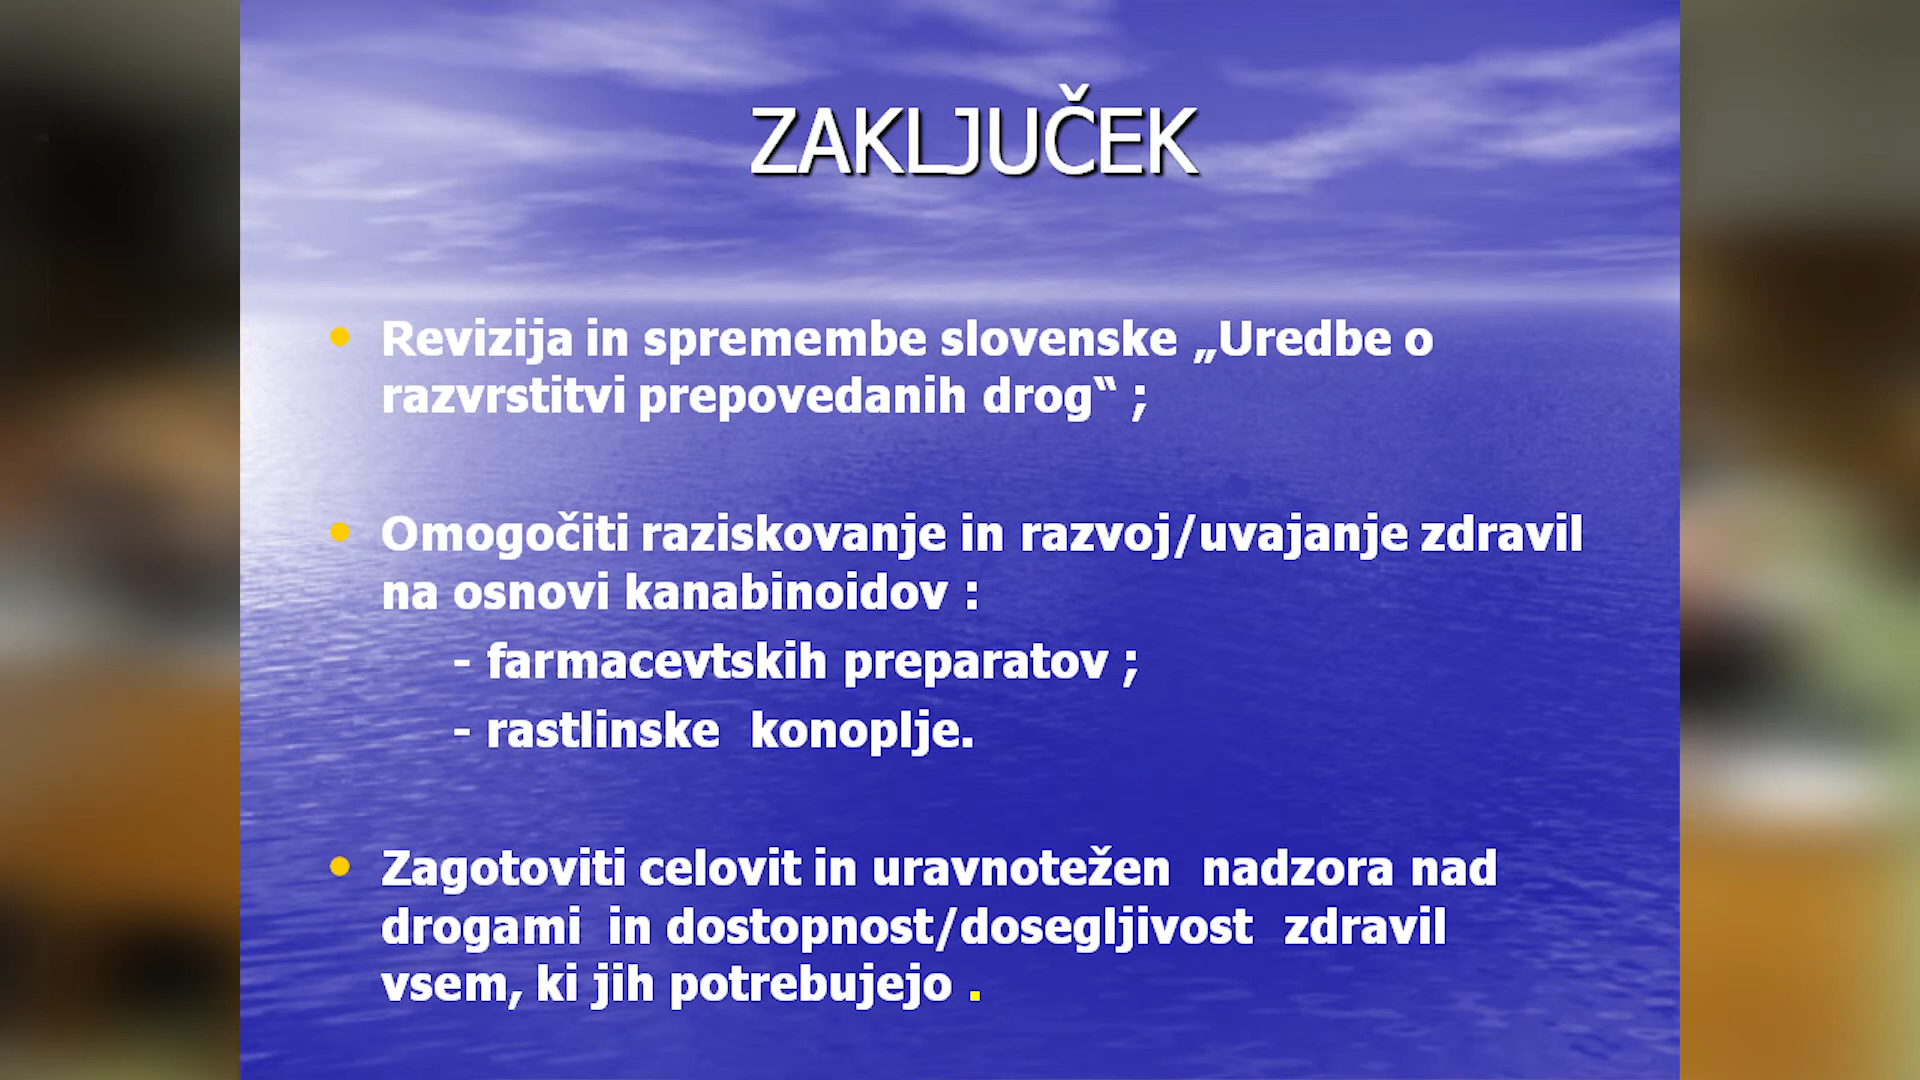 ZAKLJUČEK
• Revizija in spremembe slovenske „Uredbe o
razvrstitvi prepovedanih drog“ ;
• Omogočiti raziskovanje in razvoj/uvajanje zdravil
na osnovi kanabinoidov :
- farmacevtskih preparatov ;
- rastlinske konoplje.
• Zagotoviti celovit in uravnotežen nadzora nad
drogami in dostopnost/dosegljivost zdravil
vsem, ki jih potrebujejo .